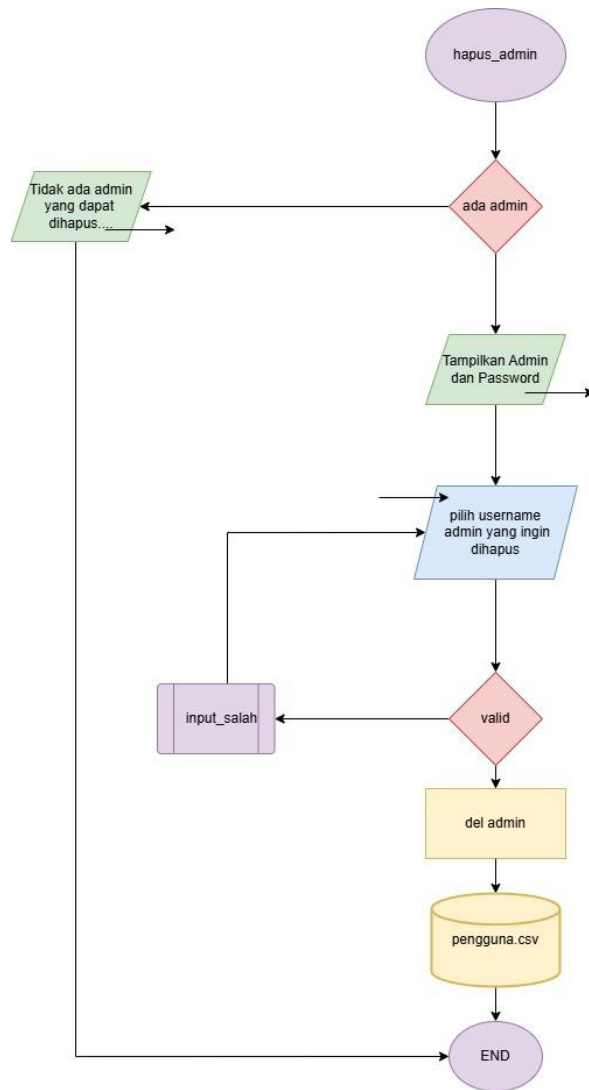 hapus_admin
ada admin
Tidak ada admin
yang dapat
dihapus....
Tampilkan Admin
dan Password
pilih username
admin yang ingin
dihapus
valid
input_salah
del admin
pengguna.csv
END